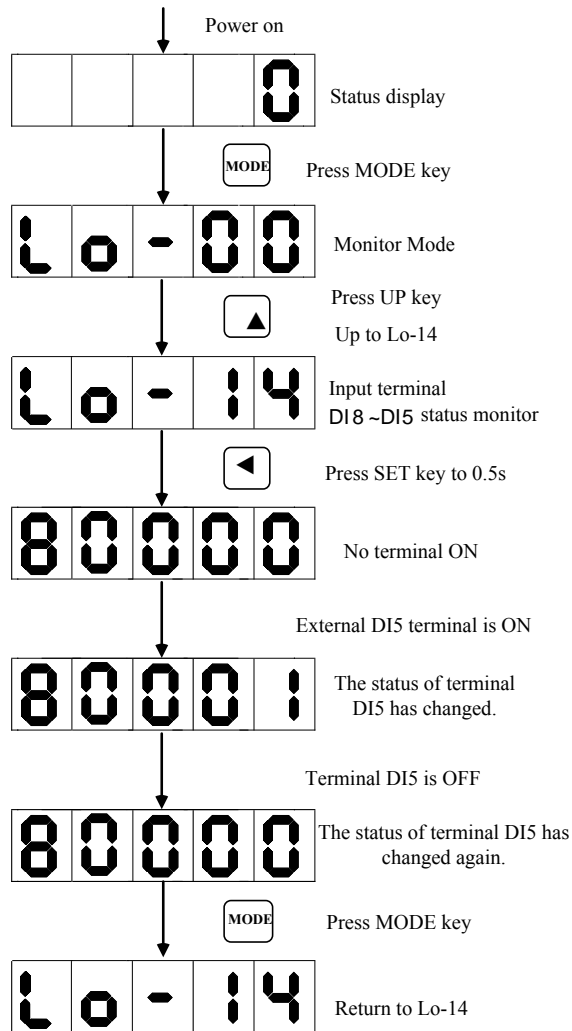 Power on
0
Status display
MODE
Press MODE key
Lo-00
Monitor Mode
Press UP key
Up to Lo-14
Lo-14
Input terminal
DI8~DI5 status monitor
Press SET key to 0.5s
80000
No terminal ON
External DI5 terminal is ON
80001
The status of terminal
DI5 has changed.
Terminal DI5 is OFF
80000
The status of terminal DI5 has
changed again.
MODE
Press MODE key
Lo-14
Return to Lo-14